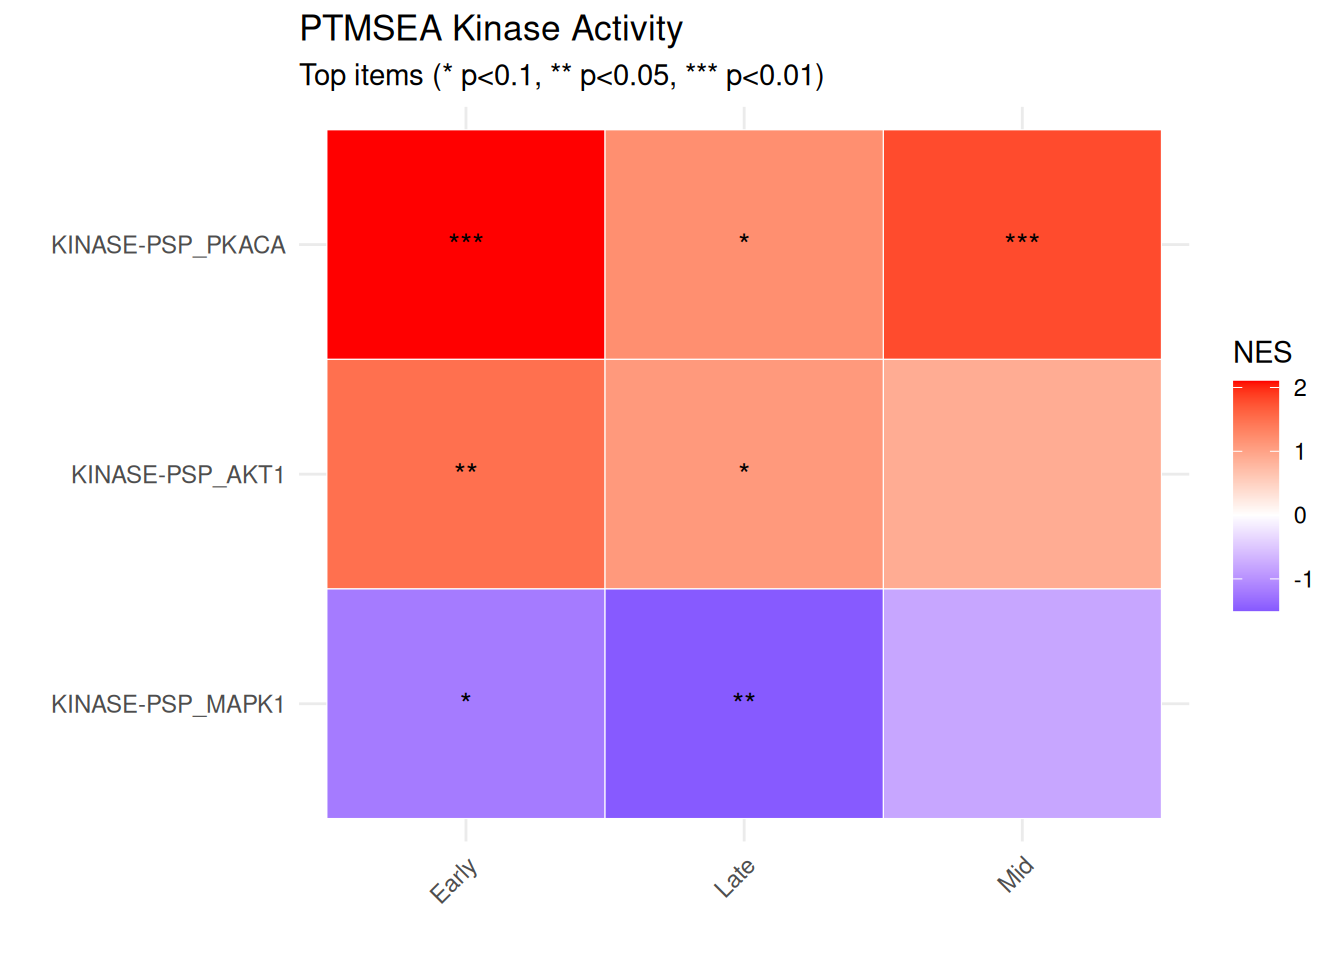 PTMSEA Kinase Activity
Top items (* p<0.1, ** p<0.05, *** p<0.01)
KINASE-PSP_PKACA
***
*
***
KINASE-PSP_AKT1
**
*
KINASE-PSP_MAPK1
*
**
Early
Late
Mid
NES
2
1
0
-1